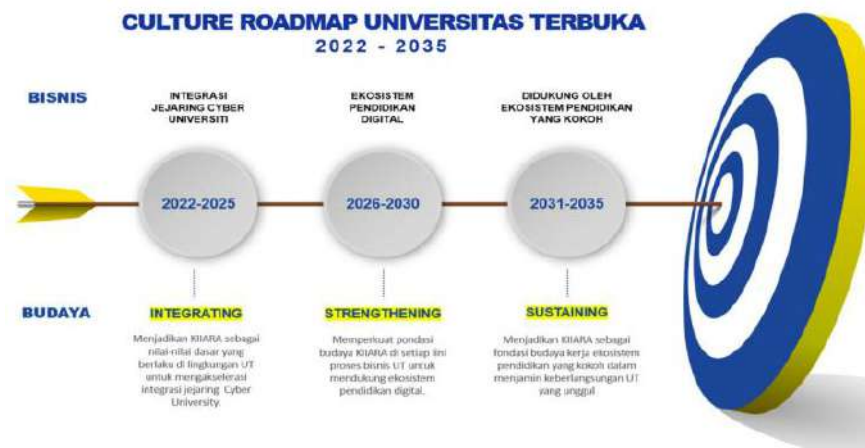 CULTURE ROADMAP UNIVERSITAS TERBUKA
2022 - 2035
BISNIS
INTEGRASI
JEJARING CYBER
UNIVERSITI
EKOSISTEM
PENDIDIKAN
DIGITAL
DIDUKUNG OLEH
EKOSISTEM PENDIDIKAN
YANG KOKOH
2022-2025
2026-2030
2031-2035
BUDAYA
INTEGRATING
Menjadikan KIIARA sebagai
nilai-nilai dasar yang
berlaku di lingkungan UT
untuk mengakselerasi
integrasi jejaring Cyber
University.
STRENGTHENING
Memperkuat pondasi
budaya KIIARA di setiap lini
proses bisnis UT untuk
mendukung ekosistem
pendidikan digital.
SUSTAINING
Menjadikan KIIARA sebagai
fondasi budaya kerja ekosistem
pendidikan yang kokoh dalam
menjamin keberlangsungan UT
yang unggul